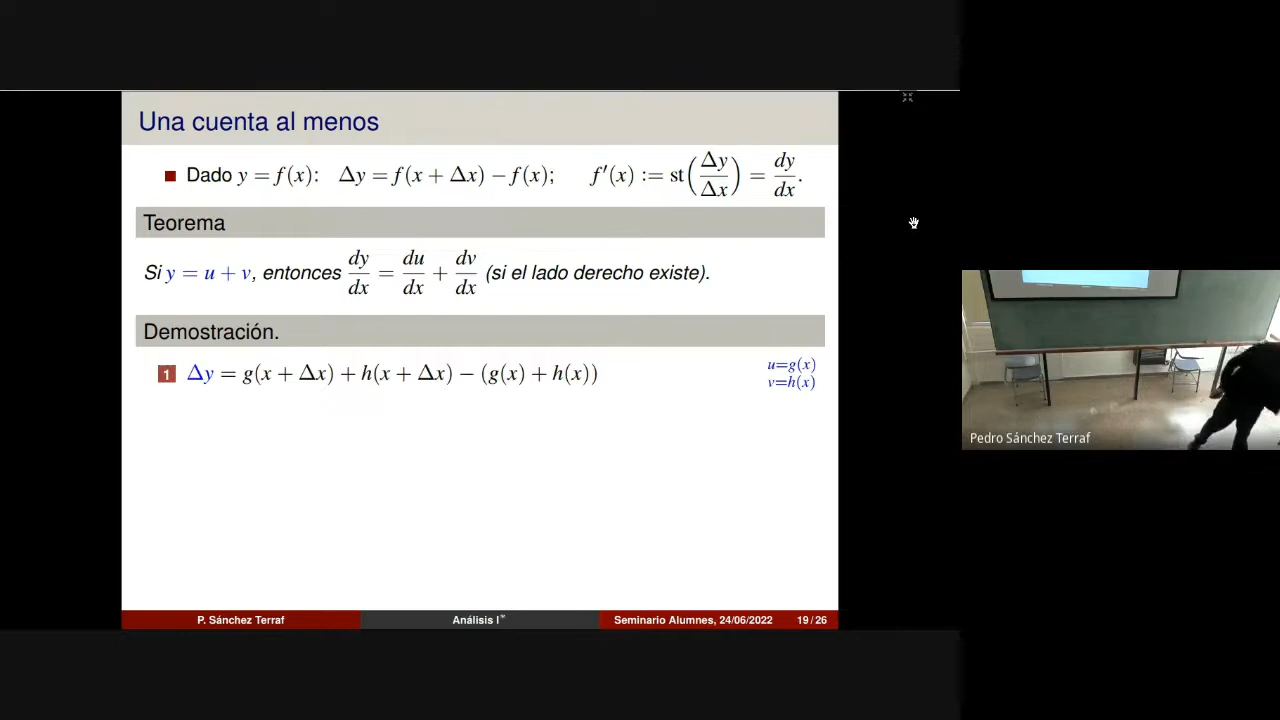 Una cuenta al menos
Dado y = f(x): Δy = f(x + Δx) − f(x); f′(x) := st(Δy/Δx) = dy/dx.
Teorema
Si y = u + v, entonces dy/dx = du/dx + dv/dx (si el lado derecho existe).
Demostración.
1 Δy = g(x + Δx) + h(x + Δx) − (g(x) + h(x))
u=g(x)
v=h(x)
P. Sánchez Terraf Análisis I* Seminario Alumnes, 24/06/2022 19 / 26
Pedro Sánchez Terraf